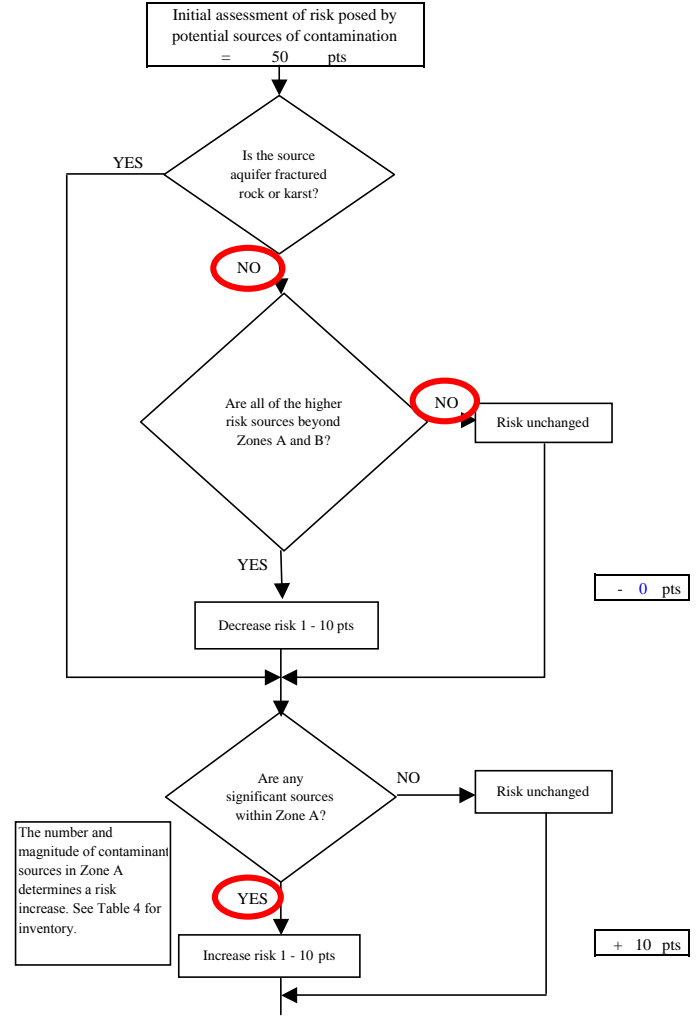 Initial assessment of risk posed by
potential sources of contamination
= 50 pts
YES
Is the source
aquifer fractured
rock or karst?
NO
Are all of the higher
risk sources beyond
Zones A and B?
NO
Risk unchanged
YES
- 0 pts
Decrease risk 1 - 10 pts
Are any
significant sources
within Zone A?
NO
Risk unchanged
The number and
magnitude of contaminant
sources in Zone A
determines a risk
increase. See Table 4 for
inventory.
YES
+ 10 pts
Increase risk 1 - 10 pts